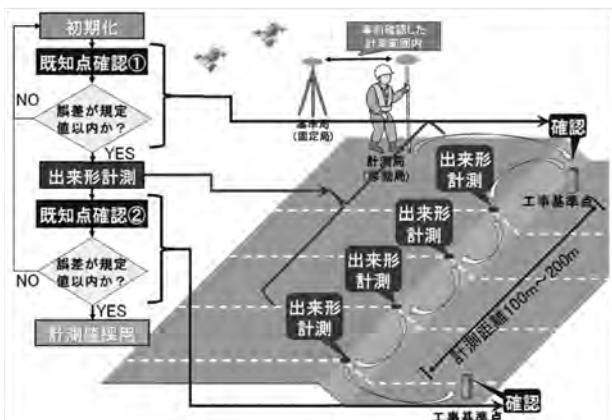 初期化
既知点確認①
誤差が規定
値以内か？
NO
YES
出来形計測
既知点確認②
誤差が規定
値以内か？
NO
YES
計測値採用
事前確認した
計測範囲内
基準局
(固定局)
計測局
(移動局)
確認
工事基準点
出来形
計測
出来形
計測
出来形
計測
出来形
計測
計測距離100m～200m
確認
工事基準点